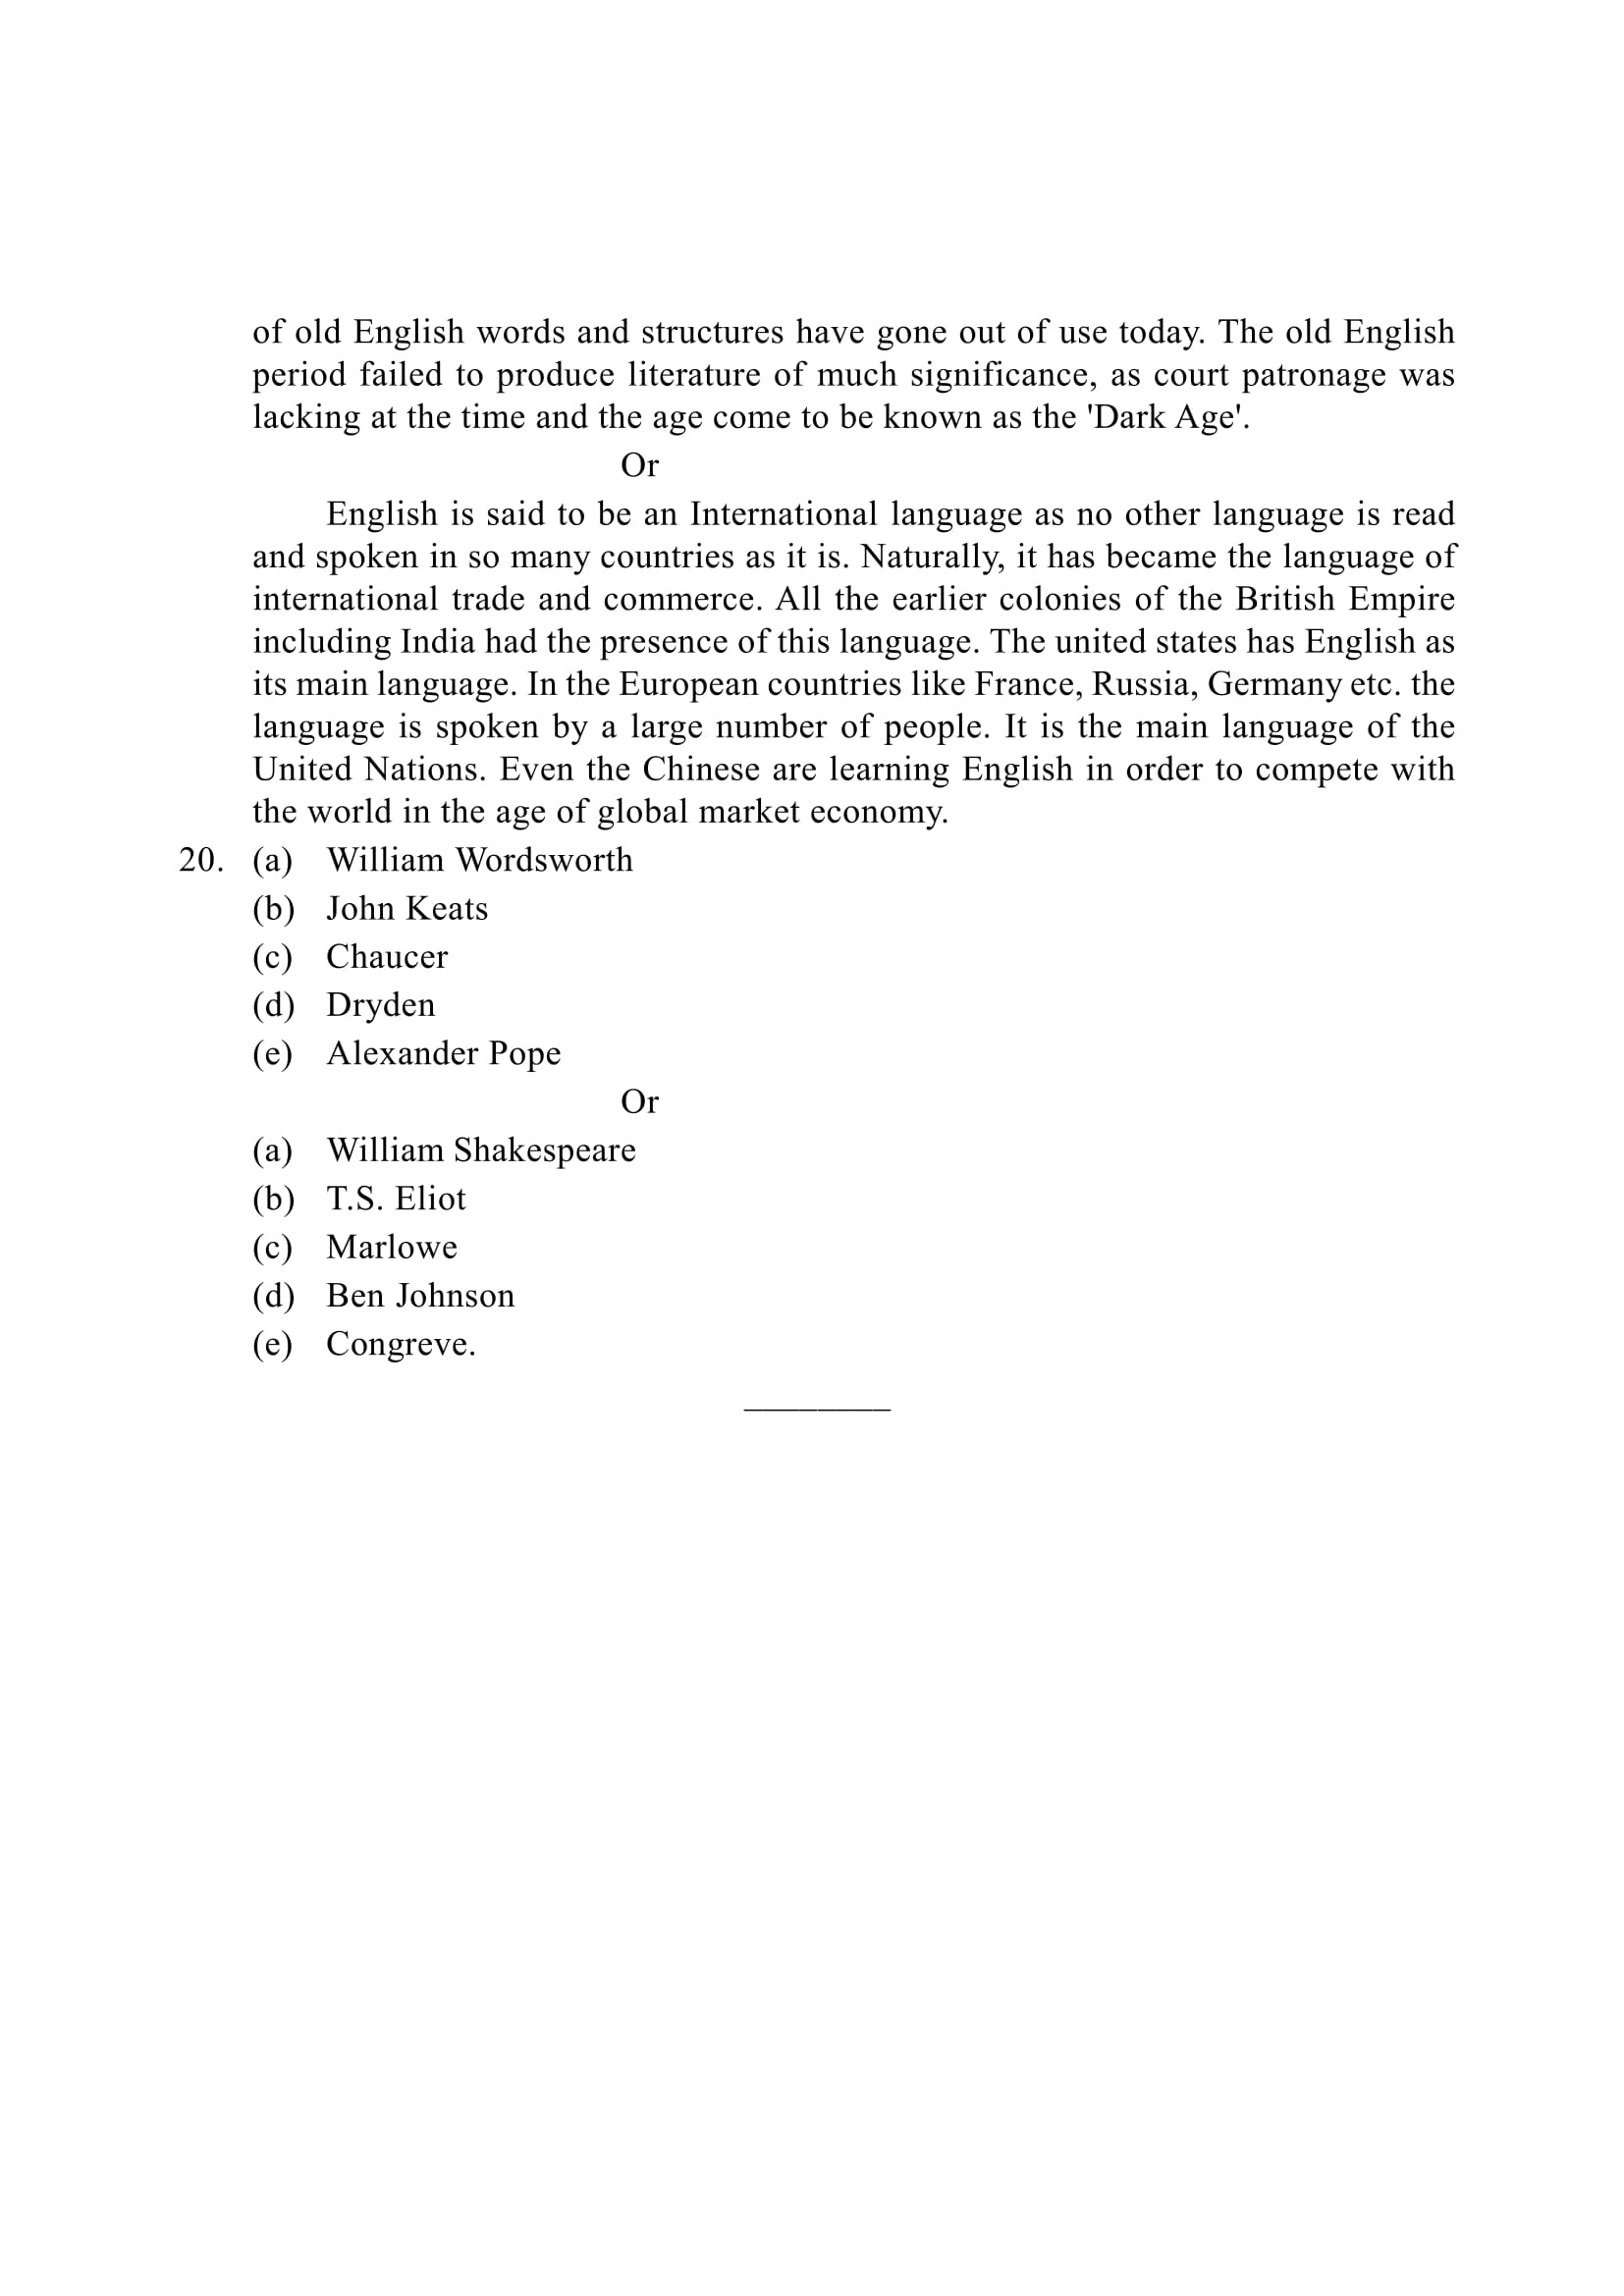 of old English words and structures have gone out of use today. The old English
period failed to produce literature of much significance, as court patronage was
lacking at the time and the age come to be known as the 'Dark Age'.
Or
English is said to be an International language as no other language is read
and spoken in so many countries as it is. Naturally, it has became the language of
international trade and commerce. All the earlier colonies of the British Empire
including India had the presence of this language. The united states has English as
its main language. In the European countries like France, Russia, Germany etc. the
language is spoken by a large number of people. It is the main language of the
United Nations. Even the Chinese are learning English in order to compete with
the world in the age of global market economy.
20. (a) William Wordsworth
(b) John Keats
(c) Chaucer
(d) Dryden
(e) Alexander Pope
Or
(a) William Shakespeare
(b) T.S. Eliot
(c) Marlowe
(d) Ben Johnson
(e) Congreve.